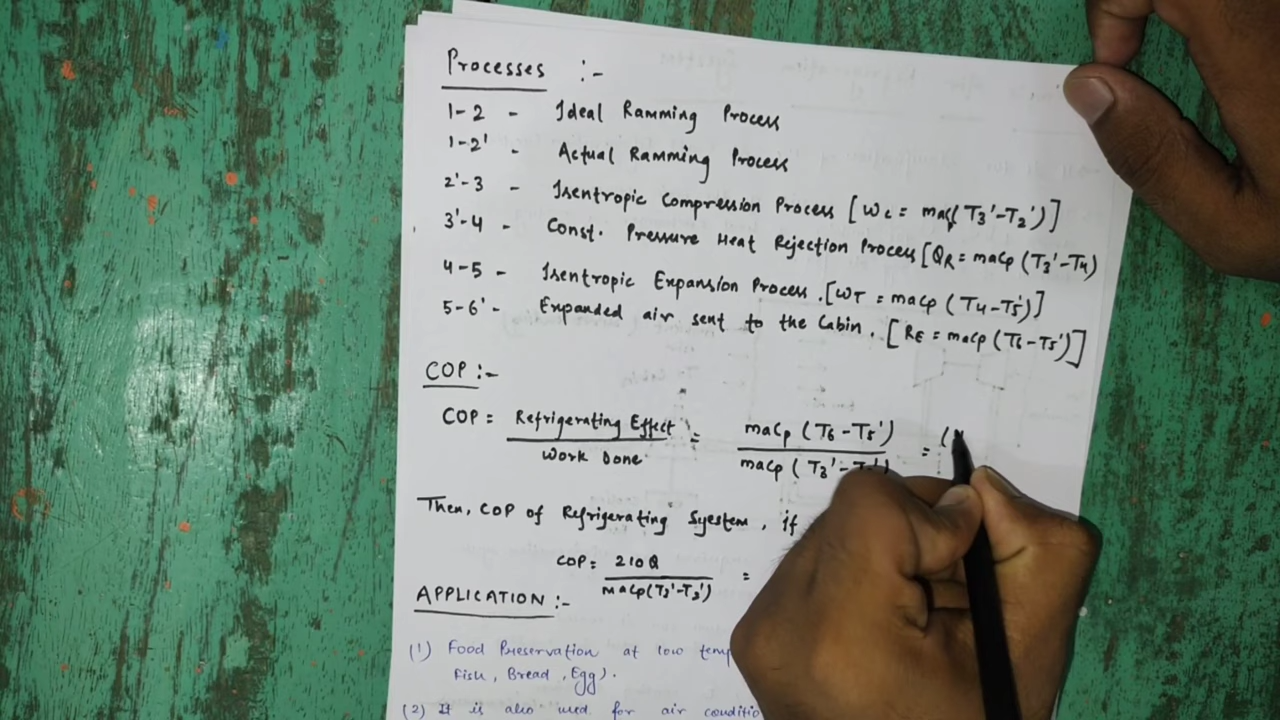 Processes :-
1-2 - Ideal Ramming Process
1-2' - Actual Ramming Process
2'-3 - Isentropic Compression Process [Wc = macp(T3'-T2')]
3'-4 - Const. Pressure Heat Rejection Process [QR = macp (T3'-T4)
4-5 - Isentropic Expansion Process. [WT = macp (T4-T5')]
5-6' - Expanded air sent to the Cabin. [RE = macp (T6-T5')]
COP :-
COP = Refrigerating Effect / Work Done = macp (T6-T5') / macp (T3'- = (
Then, COP of Refrigerating Syestem, if
COP = 210Q / macp(T3'-T2') =
APPLICATION :-
(1) Food Preservation at low temp
Fish, Bread, Egg).
(2) It is also used for air conditio